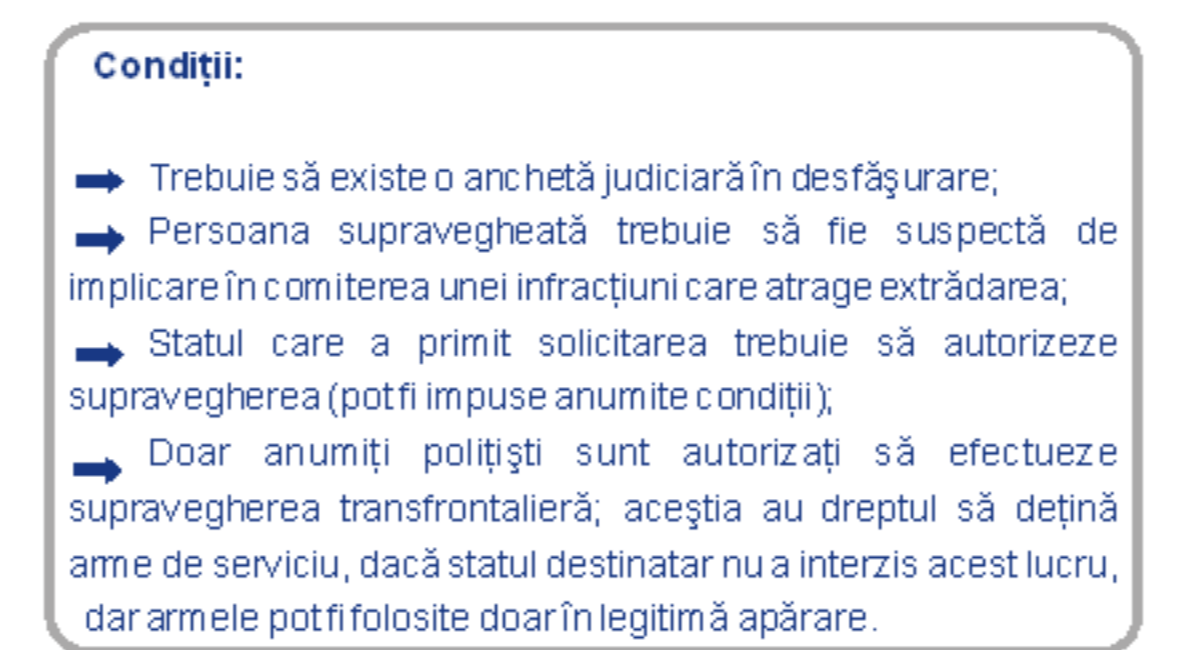 Condiții:
Trebuie să existe o anchetă judiciară în desfăşurare;
Persoana supravegheată trebuie să fie suspectă de
implicare în comiterea unei infracțiuni care atrage extrădarea;
Statul care a primit solicitarea trebuie să autorizeze
supravegherea (pot fi impuse anumite condiții);
Doar anumiți polițişti sunt autorizați să efectueze
supravegherea transfrontalieră; aceştia au dreptul să dețină
arme de serviciu, dacă statul destinatar nu a interzis acest lucru,
dar armele pot fi folosite doar în legitimă apărare.